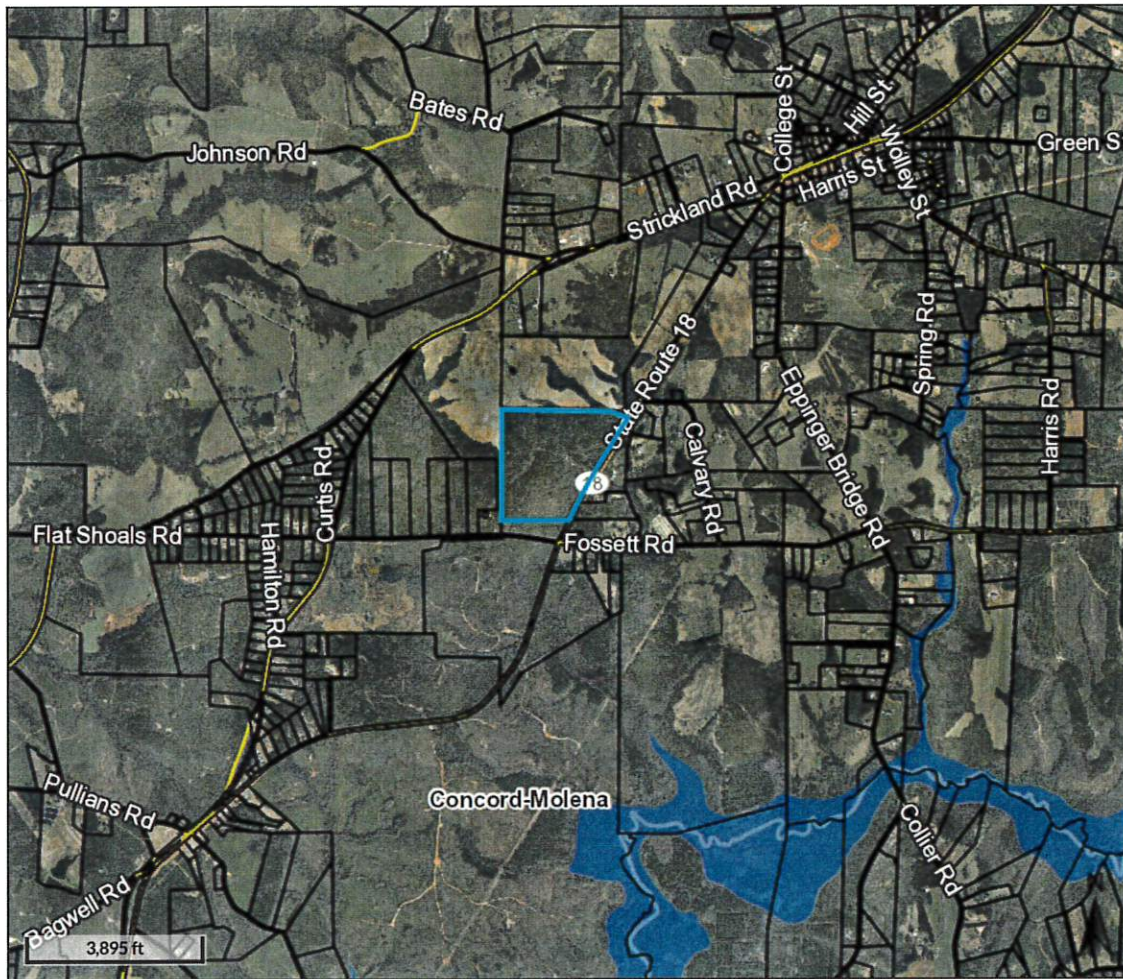 Bates Rd
Johnson Rd
College St
Hill St
Wolley St
Green S
Harris St
Strickland Rd
State Route 18
18
Spring Rd
Harris Rd
Eppinger Bridge Rd
Calvary Rd
Curtis Rd
Flat Shoals Rd
Hamilton Rd
Fossett Rd
Concord-Molena
Pullians Rd
Collier Rd
Bagwell Rd
3,895 ft